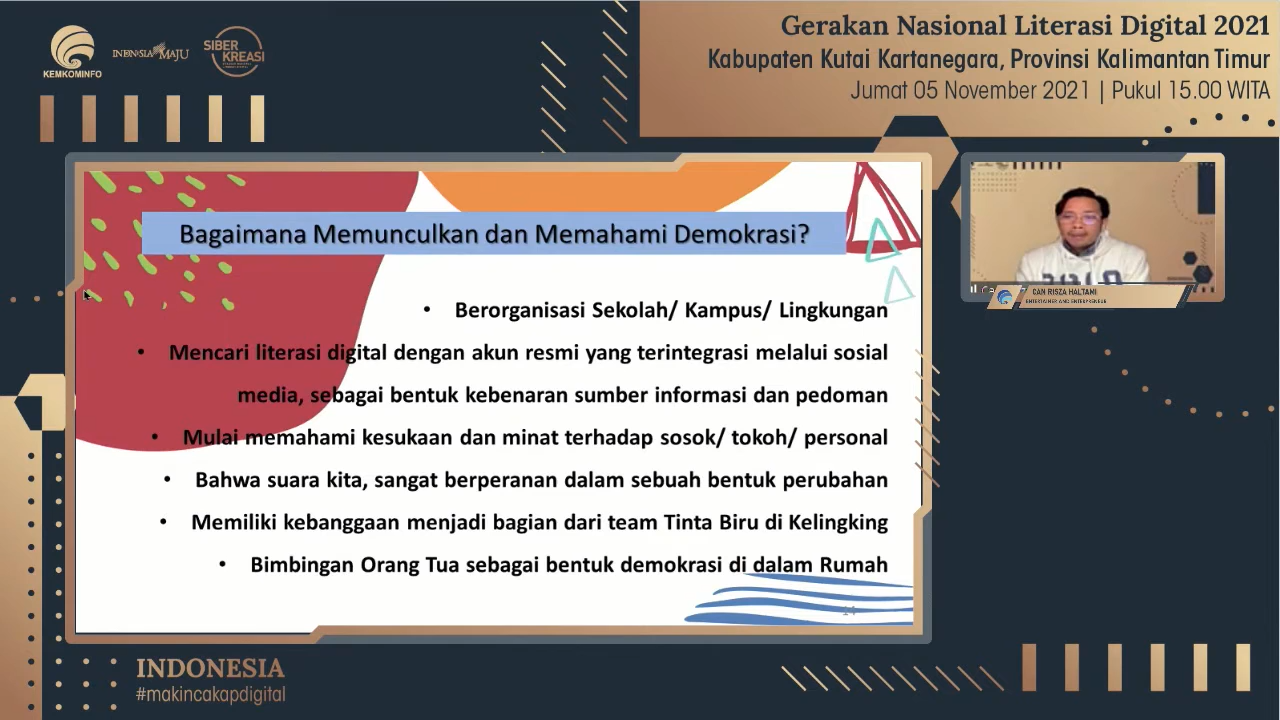 KEMKOMINFO
INDONESIA MAJU
SIBER
KREASI
Gerakan Nasional Literasi Digital 2021
Kabupaten Kutai Kartanegara, Provinsi Kalimantan Timur
Jumat 05 November 2021 | Pukul 15.00 WITA
Bagaimana Memunculkan dan Memahami Demokrasi?
• Berorganisasi Sekolah/ Kampus/ Lingkungan
• Mencari literasi digital dengan akun resmi yang terintegrasi melalui sosial
media, sebagai bentuk kebenaran sumber informasi dan pedoman
• Mulai memahami kesukaan dan minat terhadap sosok/ tokoh/ personal
• Bahwa suara kita, sangat berperanan dalam sebuah bentuk perubahan
• Memiliki kebanggaan menjadi bagian dari team Tinta Biru di Kelingking
• Bimbingan Orang Tua sebagai bentuk demokrasi di dalam Rumah
14
CAN RISZA HALTAMI
ENTERTAINER AND ENTREPRENEUR
INDONESIA
#makincakapdigital